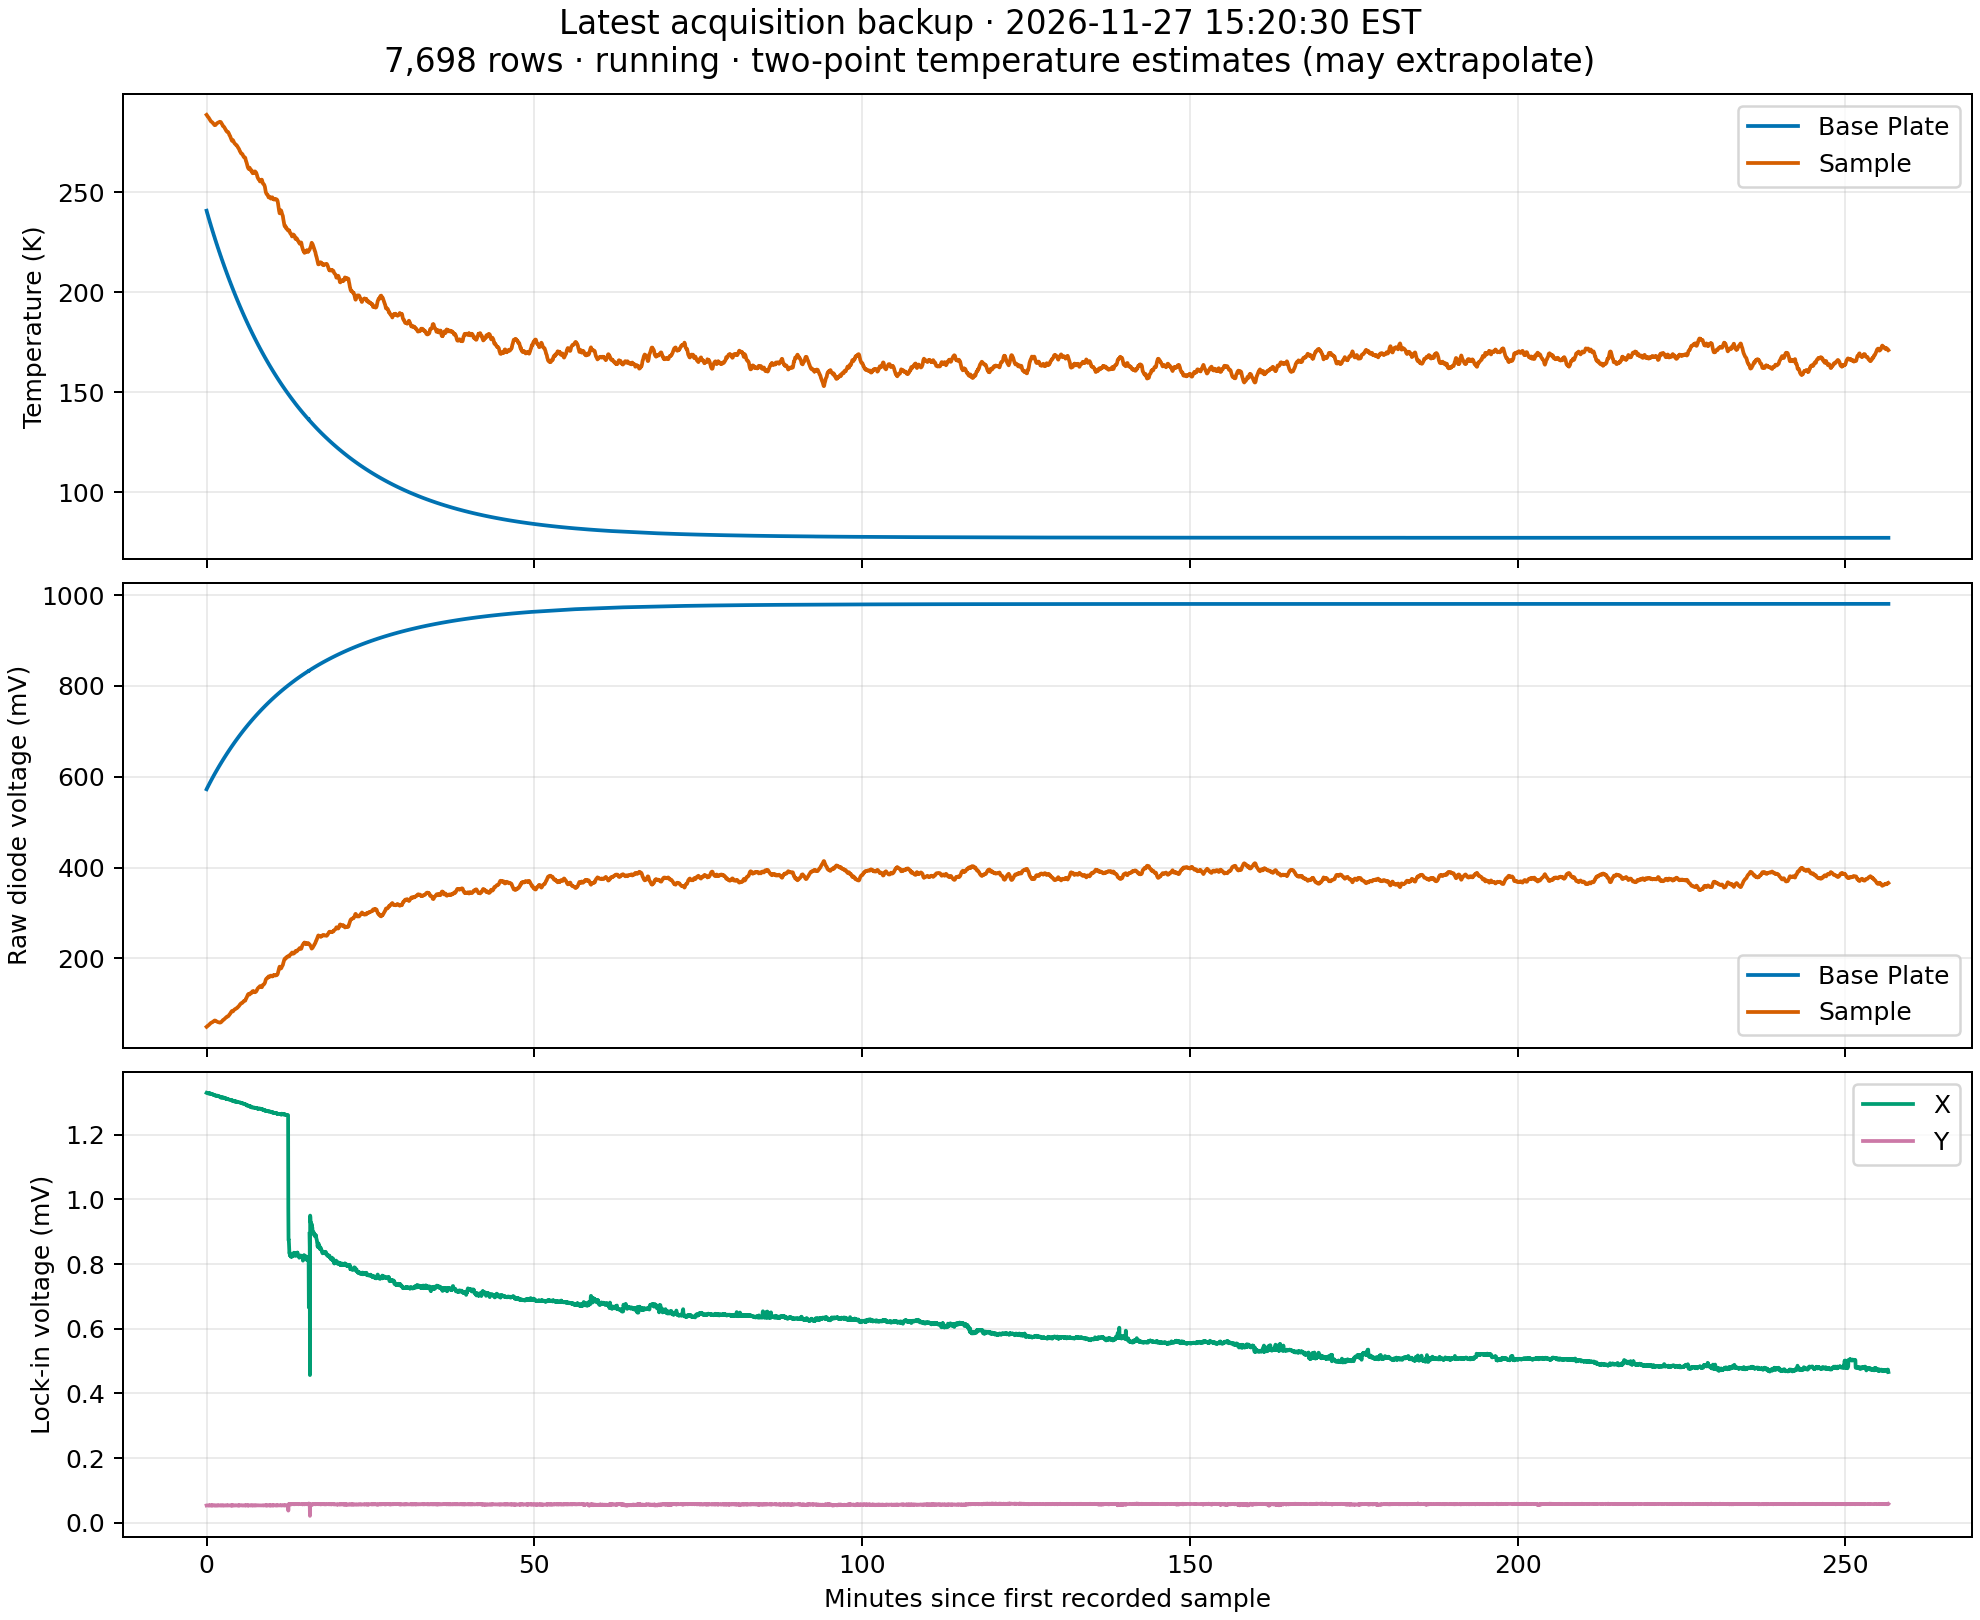 Latest acquisition backup · 2026-11-27 15:20:30 EST
7,698 rows · running · two-point temperature estimates (may extrapolate)
Temperature (K)
250
200
150
100
Base Plate
Sample
Raw diode voltage (mV)
1000
800
600
400
200
Base Plate
Sample
Lock-in voltage (mV)
1.2
1.0
0.8
0.6
0.4
0.2
0.0
X
Y
0
50
100
150
200
250
Minutes since first recorded sample